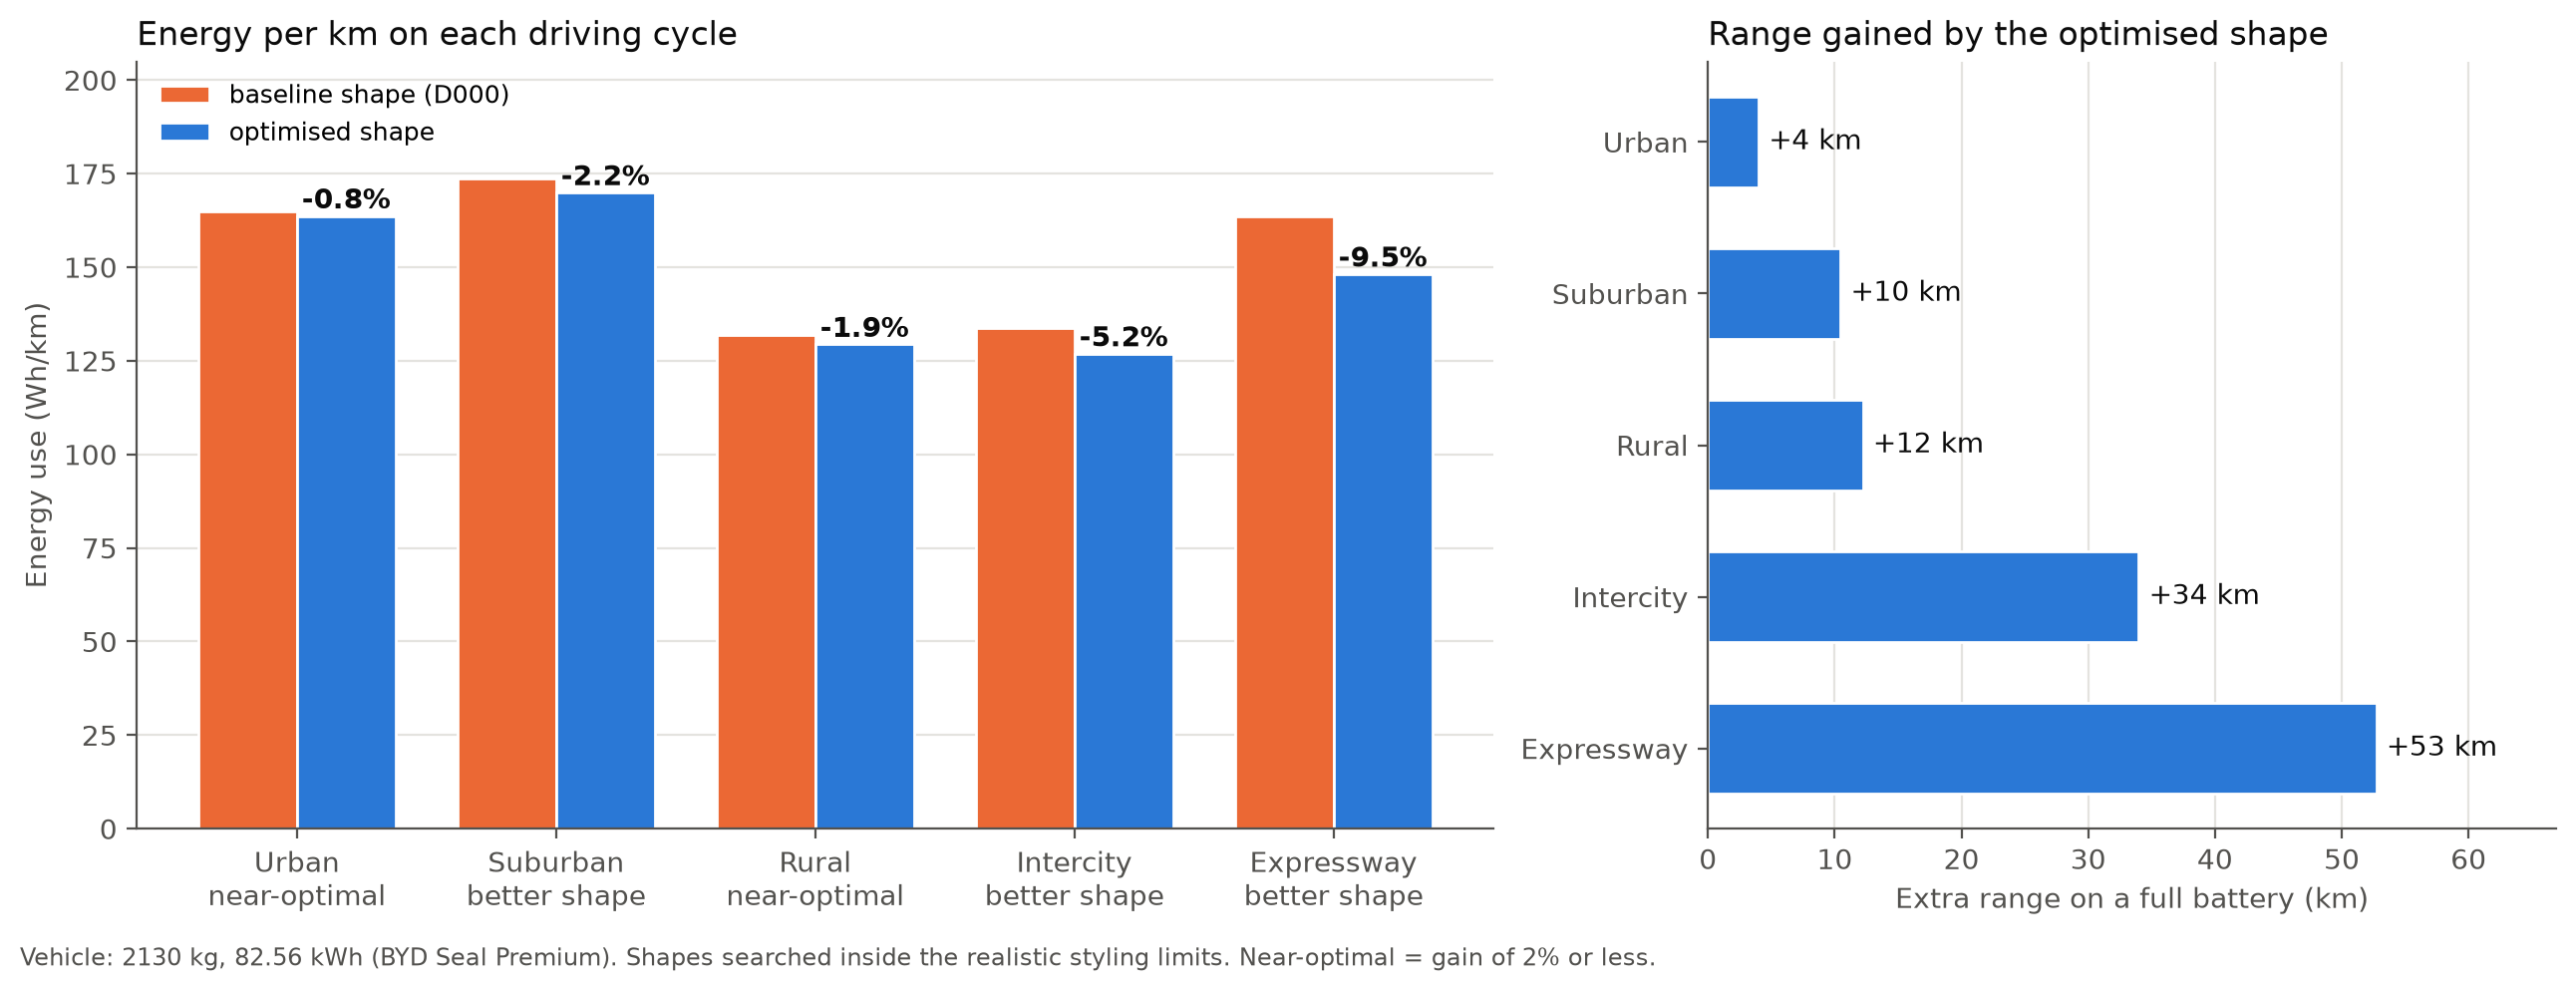 Energy per km on each driving cycle
baseline shape (D000)
optimised shape
Energy use (Wh/km)
200
175
150
125
100
75
50
25
0
-0.8%
-2.2%
-1.9%
-5.2%
-9.5%
Urban
near-optimal
Suburban
better shape
Rural
near-optimal
Intercity
better shape
Expressway
better shape
Range gained by the optimised shape
Urban
+4 km
Suburban
+10 km
Rural
+12 km
Intercity
+34 km
Expressway
+53 km
0 10 20 30 40 50 60
Extra range on a full battery (km)
Vehicle: 2130 kg, 82.56 kWh (BYD Seal Premium). Shapes searched inside the realistic styling limits. Near-optimal = gain of 2% or less.